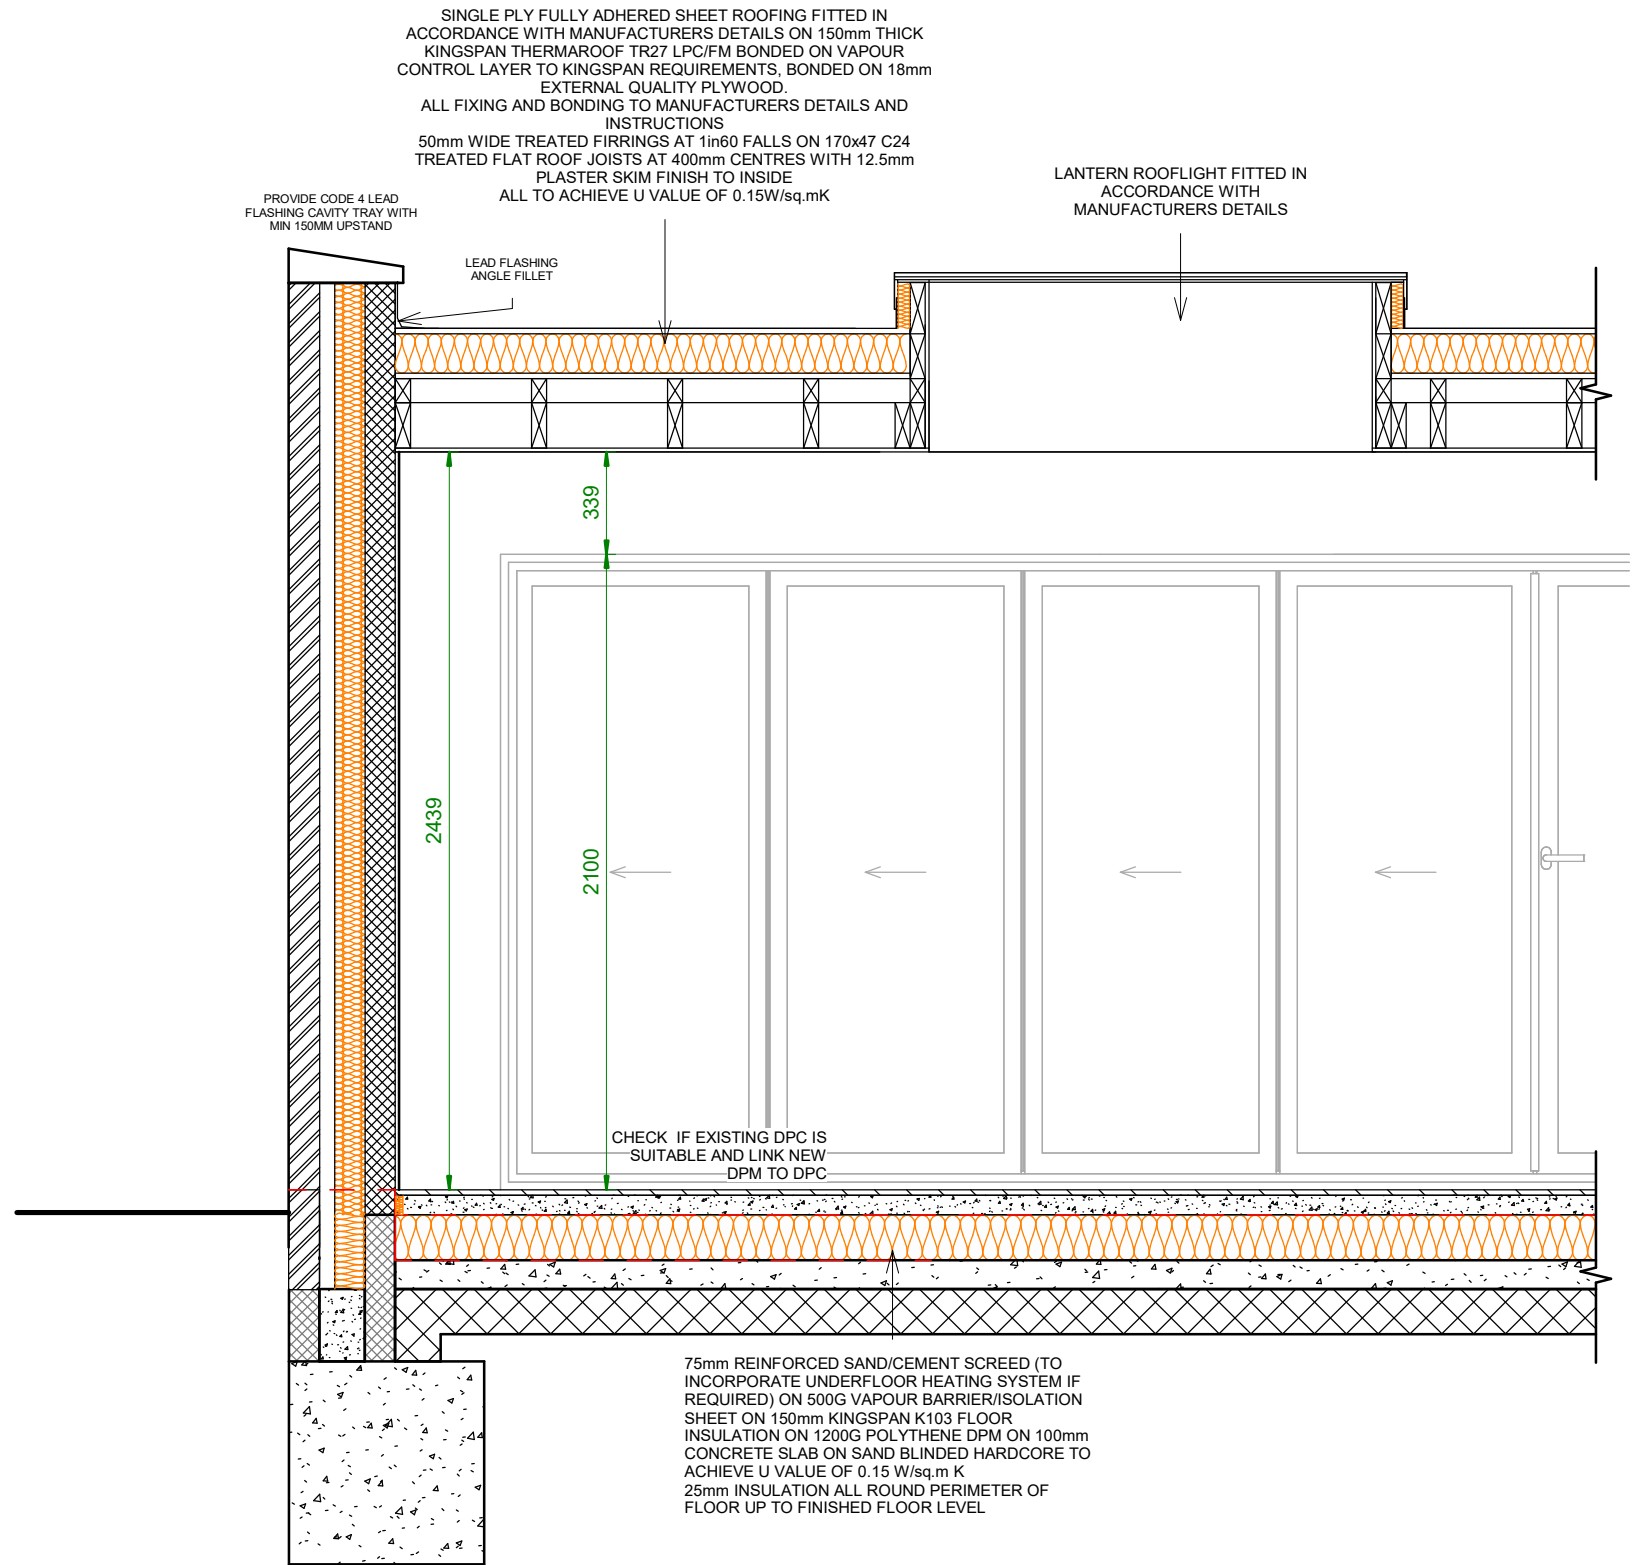 SINGLE PLY FULLY ADHERED SHEET ROOFING FITTED IN
ACCORDANCE WITH MANUFACTURERS DETAILS ON 150mm THICK
KINGSPAN THERMAROOF TR27 LPC/FM BONDED ON VAPOUR
CONTROL LAYER TO KINGSPAN REQUIREMENTS, BONDED ON 18mm
EXTERNAL QUALITY PLYWOOD.
ALL FIXING AND BONDING TO MANUFACTURERS DETAILS AND
INSTRUCTIONS
50mm WIDE TREATED FIRRINGS AT 1in60 FALLS ON 170x47 C24
TREATED FLAT ROOF JOISTS AT 400mm CENTRES WITH 12.5mm
PLASTER SKIM FINISH TO INSIDE
ALL TO ACHIEVE U VALUE OF 0.15W/sq.mK
LANTERN ROOFLIGHT FITTED IN
ACCORDANCE WITH
MANUFACTURERS DETAILS
PROVIDE CODE 4 LEAD
FLASHING CAVITY TRAY WITH
MIN 150MM UPSTAND
LEAD FLASHING
ANGLE FILLET
339
2439
2100
CHECK IF EXISTING DPC IS
SUITABLE AND LINK NEW
DPM TO DPC
75mm REINFORCED SAND/CEMENT SCREED (TO
INCORPORATE UNDERFLOOR HEATING SYSTEM IF
REQUIRED) ON 500G VAPOUR BARRIER/ISOLATION
SHEET ON 150mm KINGSPAN K103 FLOOR
INSULATION ON 1200G POLYTHENE DPM ON 100mm
CONCRETE SLAB ON SAND BLINDED HARDCORE TO
ACHIEVE U VALUE OF 0.15 W/sq.m K
25mm INSULATION ALL ROUND PERIMETER OF
FLOOR UP TO FINISHED FLOOR LEVEL